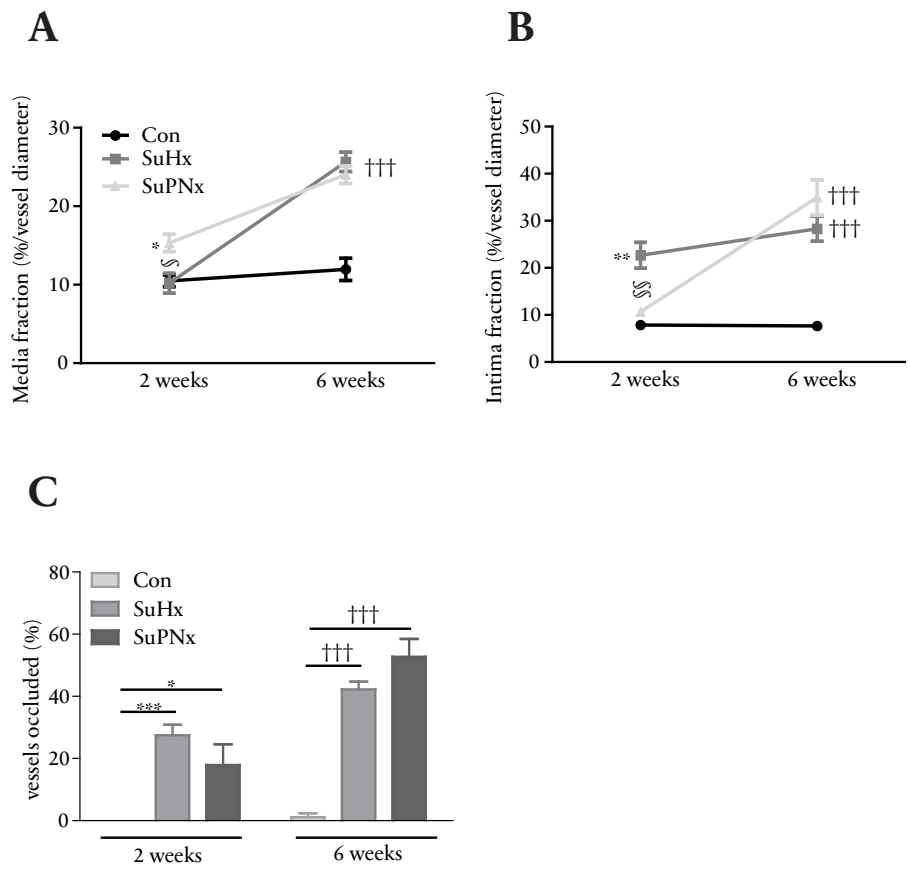 A
Media fraction (%/vessel diameter)
30
20
10
0
Con
SuHx
SuPNx
*
§
†††
2 weeks
6 weeks
B
Intima fraction (%/vessel diameter)
50
40
30
20
10
0
**
§§
†††
†††
2 weeks
6 weeks
C
vessels occluded (%)
80
60
40
20
0
Con
SuHx
SuPNx
*
***
†††
†††
2 weeks
6 weeks